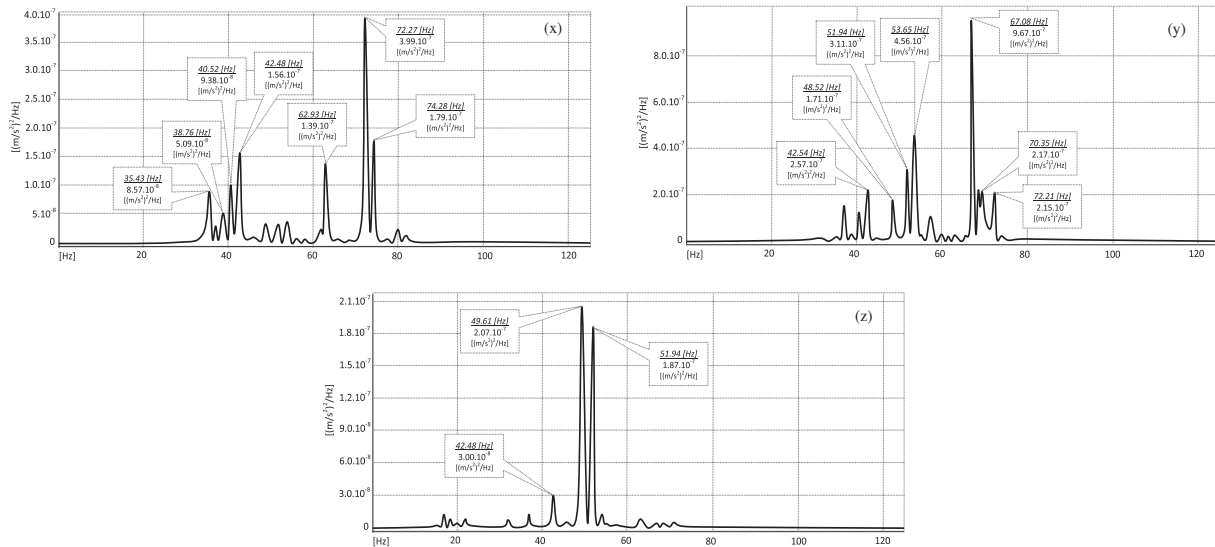 (x)
4.0.10⁻⁷
3.5.10⁻⁷
3.0.10⁻⁷
2.5.10⁻⁷
2.0.10⁻⁷
1.5.10⁻⁷
1.0.10⁻⁷
5.10⁻⁸
0
[(m/s²)²/Hz]
35.43 [Hz]
8.57.10⁻⁸
[(m/s²)²/Hz]
38.76 [Hz]
5.09.10⁻⁸
[(m/s²)²/Hz]
40.52 [Hz]
9.38.10⁻⁸
[(m/s²)²/Hz]
42.48 [Hz]
1.56.10⁻⁷
[(m/s²)²/Hz]
62.93 [Hz]
1.39.10⁻⁷
[(m/s²)²/Hz]
72.27 [Hz]
3.99.10⁻⁷
[(m/s²)²/Hz]
74.28 [Hz]
1.79.10⁻⁷
[(m/s²)²/Hz]
[Hz] 20 40 60 80 100 120
(y)
8.0.10⁻⁷
6.0.10⁻⁷
4.0.10⁻⁷
2.0.10⁻⁷
0
[(m/s²)²/Hz]
42.54 [Hz]
2.57.10⁻⁷
[(m/s²)²/Hz]
48.52 [Hz]
1.71.10⁻⁷
[(m/s²)²/Hz]
51.94 [Hz]
3.11.10⁻⁷
[(m/s²)²/Hz]
53.65 [Hz]
4.56.10⁻⁷
[(m/s²)²/Hz]
67.08 [Hz]
9.67.10⁻⁷
[(m/s²)²/Hz]
70.35 [Hz]
2.17.10⁻⁷
[(m/s²)²/Hz]
72.21 [Hz]
2.15.10⁻⁷
[(m/s²)²/Hz]
[Hz] 20 40 60 80 100 120
(z)
2.1.10⁻⁷
1.8.10⁻⁷
1.5.10⁻⁷
1.2.10⁻⁷
9.0.10⁻⁸
6.0.10⁻⁸
3.0.10⁻⁸
0
[(m/s²)²/Hz]
49.61 [Hz]
2.07.10⁻⁷
[(m/s²)²/Hz]
51.94 [Hz]
1.87.10⁻⁷
[(m/s²)²/Hz]
42.48 [Hz]
3.00.10⁻⁸
[(m/s²)²/Hz]
[Hz] 20 40 60 80 100 120